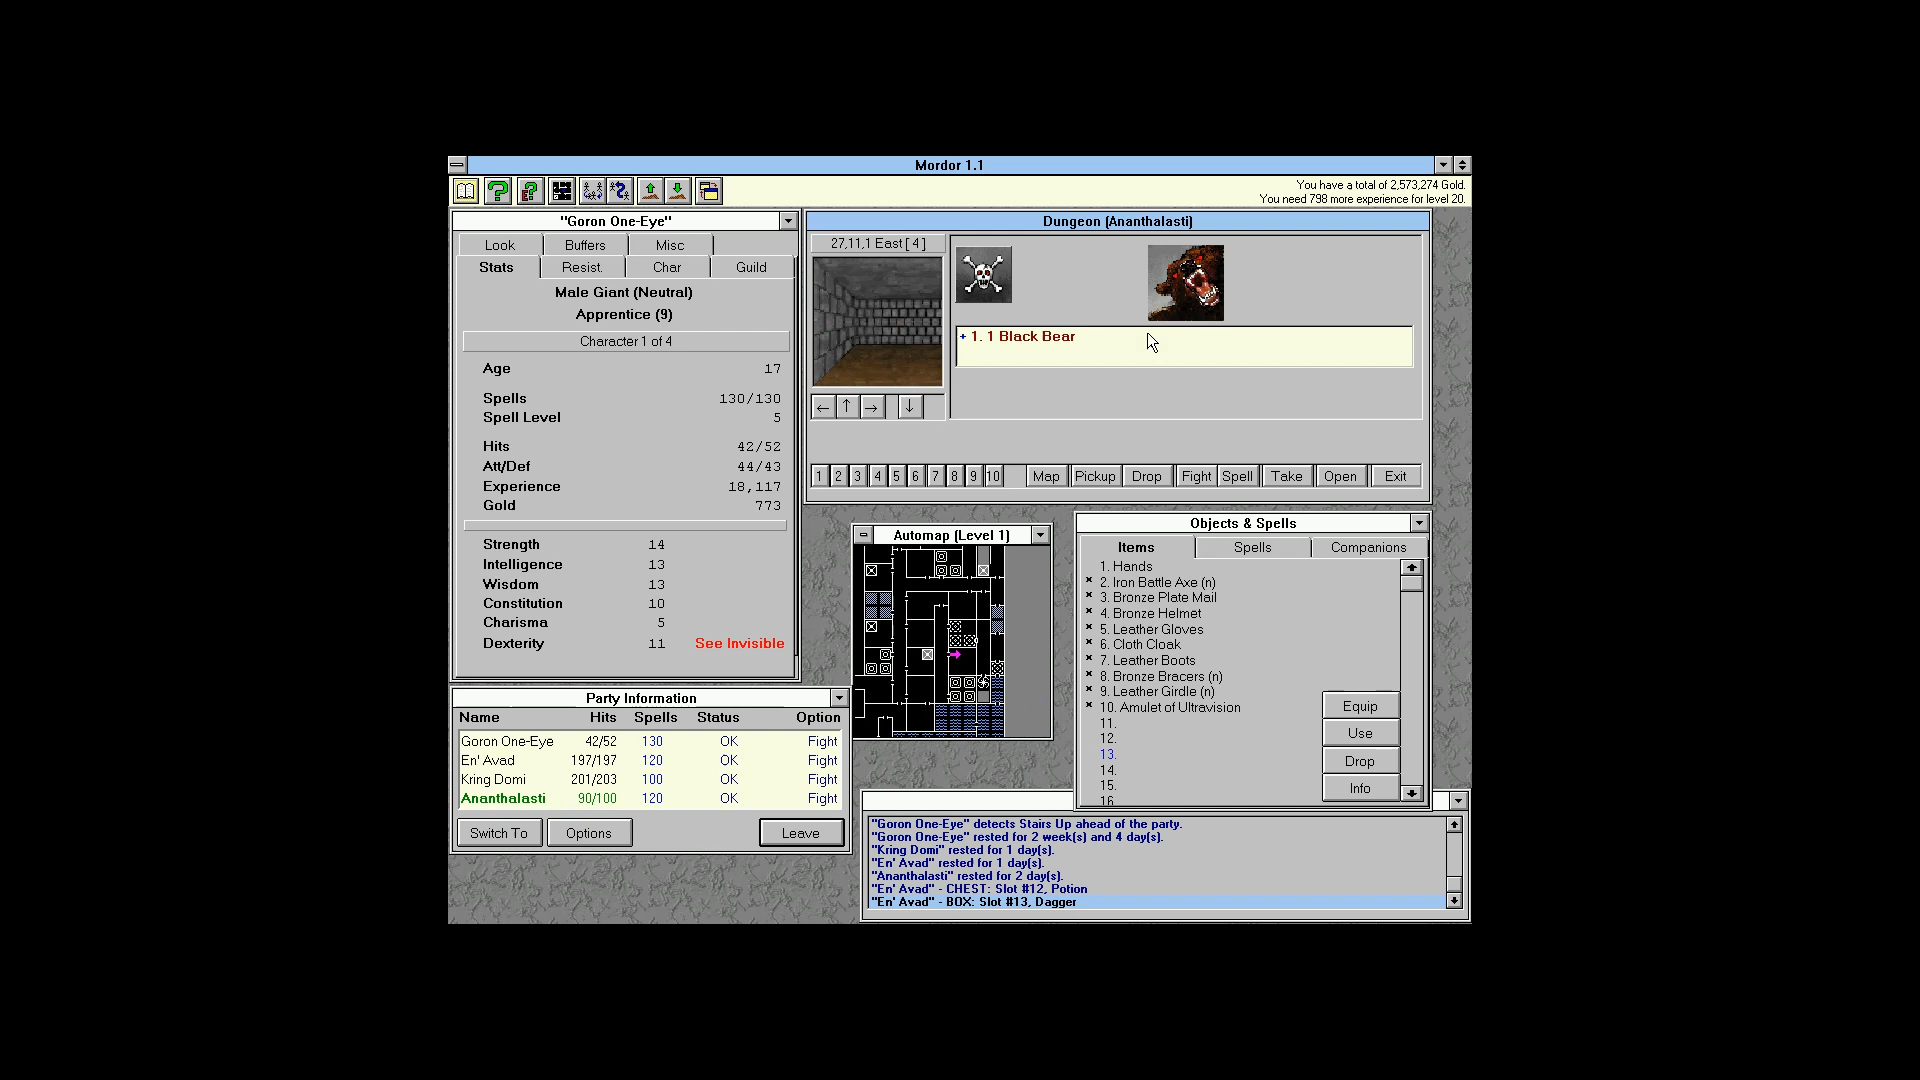 Mordor 1.1
You have a total of 2,573,274 Gold.
You need 798 more experience for level 20.
"Goron One-Eye"
Look Buffers Misc
Stats Resist. Char Guild
Male Giant (Neutral)
Apprentice (9)
Character 1 of 4
Age 17
Spells 130/130
Spell Level 5
Hits 42/52
Att/Def 44/43
Experience 18,117
Gold 773
Strength 14
Intelligence 13
Wisdom 13
Constitution 10
Charisma 5
Dexterity 11 See Invisible
Dungeon (Ananthalasti)
27,11,1 East [ 4 ]
+ 1. 1 Black Bear
1 2 3 4 5 6 7 8 9 10 Map Pickup Drop Fight Spell Take Open Exit
Automap (Level 1)
Objects & Spells
Items Spells Companions
1. Hands
× 2. Iron Battle Axe (n)
× 3. Bronze Plate Mail
× 4. Bronze Helmet
× 5. Leather Gloves
× 6. Cloth Cloak
× 7. Leather Boots
× 8. Bronze Bracers (n)
× 9. Leather Girdle (n)
× 10. Amulet of Ultravision
11.
12.
13.
14.
15.
16
Equip
Use
Drop
Info
Party Information
Name Hits Spells Status Option
Goron One-Eye 42/52 130 OK Fight
En' Avad 197/197 120 OK Fight
Kring Domi 201/203 100 OK Fight
Ananthalasti 90/100 120 OK Fight
Switch To Options Leave
"Goron One-Eye" detects Stairs Up ahead of the party.
"Goron One-Eye" rested for 2 week(s) and 4 day(s).
"Kring Domi" rested for 1 day(s).
"En' Avad" rested for 1 day(s).
"Ananthalasti" rested for 2 day(s).
"En' Avad" - CHEST: Slot #12, Potion
"En' Avad" - BOX: Slot #13, Dagger